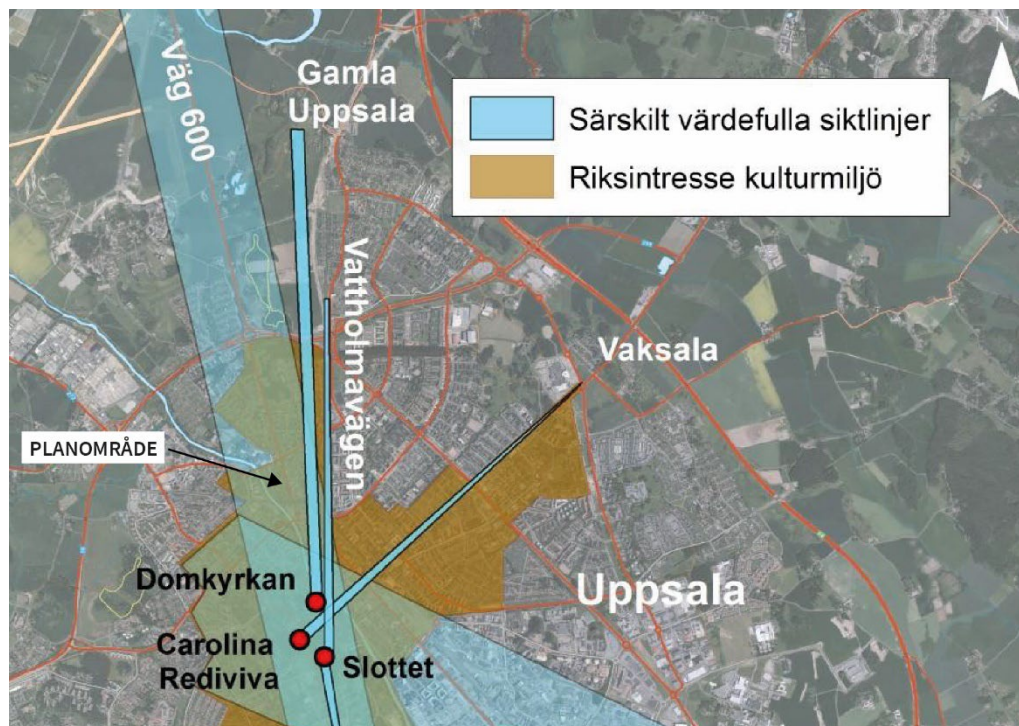 Väg 600
Gamla
Uppsala
N
Särskilt värdefulla siktlinjer
Riksintresse kulturmiljö
Vattholmavägen
Vaksala
PLANOMRÅDE
Domkyrkan
Uppsala
Carolina
Rediviva
Slottet